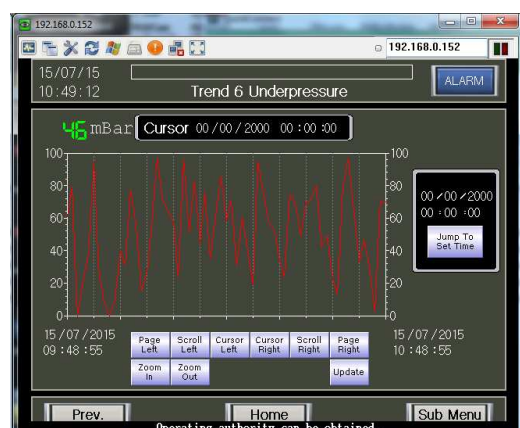 192.168.0.152
192.168.0.152
15/07/15
10:49:12
Trend 6 Underpressure
ALARM
46 mBar
Cursor 00/00/2000 00:00:00
100
80
60
40
20
0
100
80
60
40
20
0
00/00/2000
00:00:00
Jump To
Set Time
15/07/2015
09:48:55
15/07/2015
10:48:55
Page Left
Scroll Left
Cursor Left
Cursor Right
Scroll Right
Page Right
Zoom In
Zoom Out
Update
Prev.
Home
Sub Menu
Operating authority can be obtained